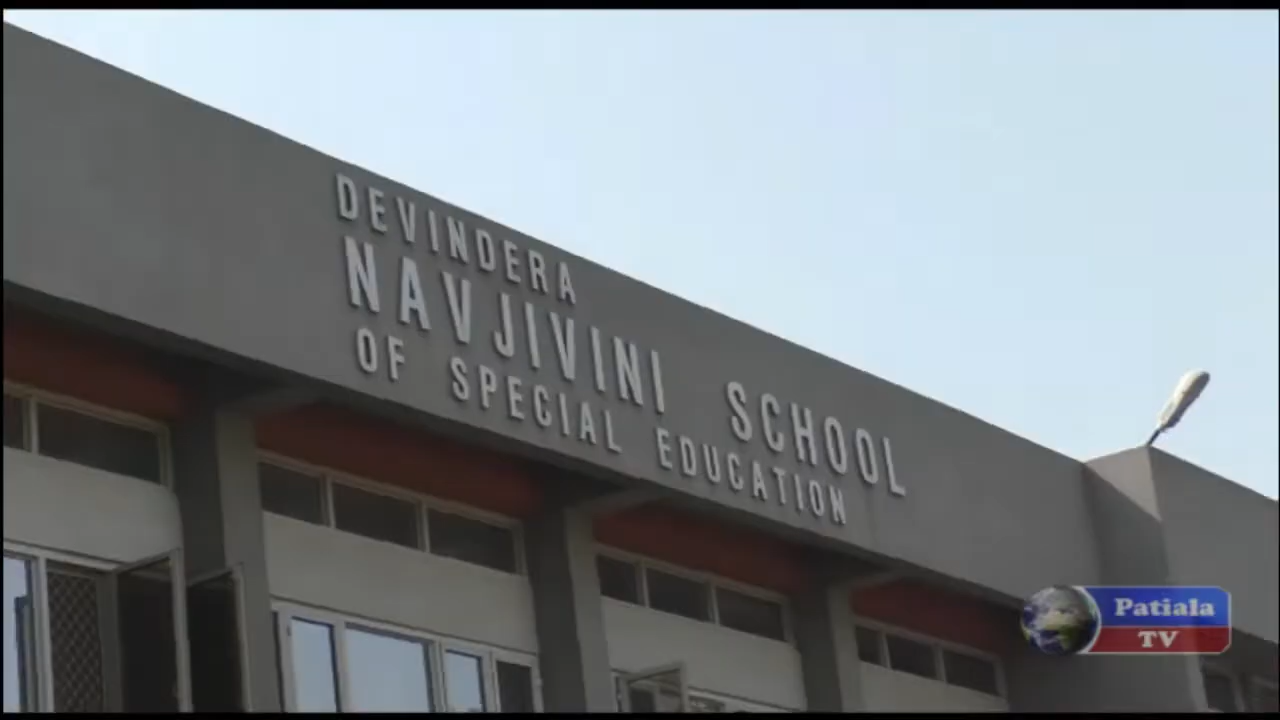 DEVINDERA
NAVJIVINI SCHOOL
OF SPECIAL EDUCATION
Patiala
TV